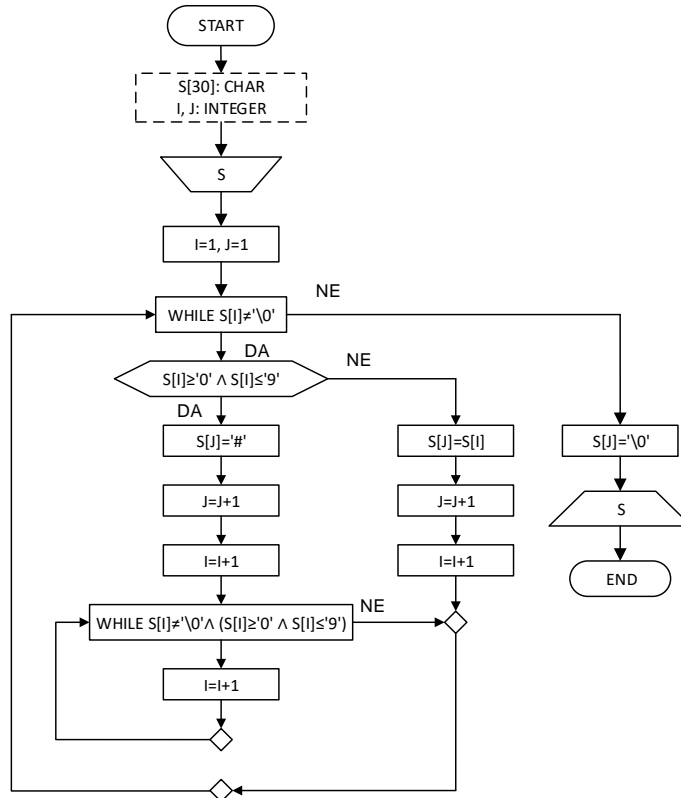 START
S[30]: CHAR
I, J: INTEGER
S
I=1, J=1
WHILE S[I]≠'\0'
NE
DA
S[I]≥'0' ∧ S[I]≤'9'
NE
DA
S[J]='#'
J=J+1
I=I+1
WHILE S[I]≠'\0'∧ (S[I]≥'0' ∧ S[I]≤'9')
NE
I=I+1
S[J]=S[I]
J=J+1
I=I+1
S[J]='\0'
S
END